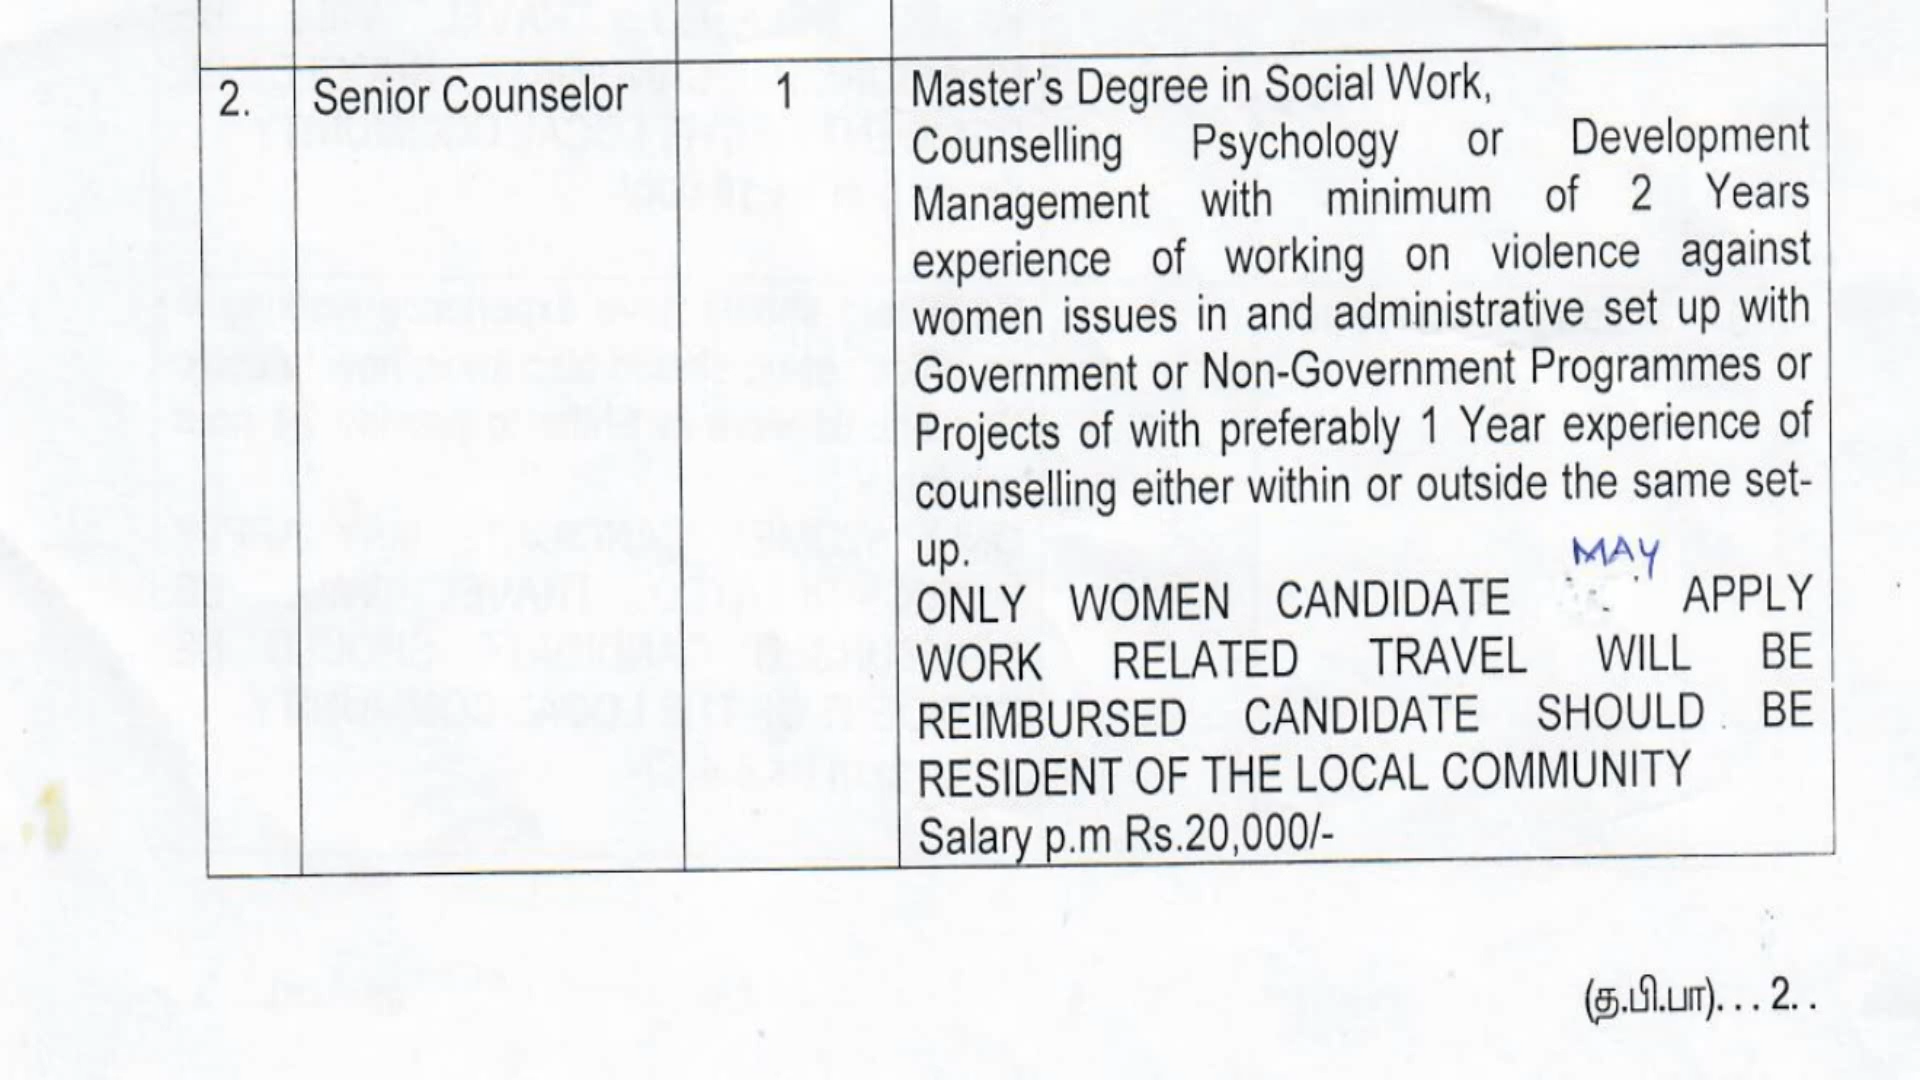 2. Senior Counselor 1 Master's Degree in Social Work,
Counselling Psychology or Development
Management with minimum of 2 Years
experience of working on violence against
women issues in and administrative set up with
Government or Non-Government Programmes or
Projects of with preferably 1 Year experience of
counselling either within or outside the same set-
up.
ONLY WOMEN CANDIDATE MAY APPLY
WORK RELATED TRAVEL WILL BE
REIMBURSED CANDIDATE SHOULD BE
RESIDENT OF THE LOCAL COMMUNITY
Salary p.m Rs.20,000/-
(த.பி.பா)...2..